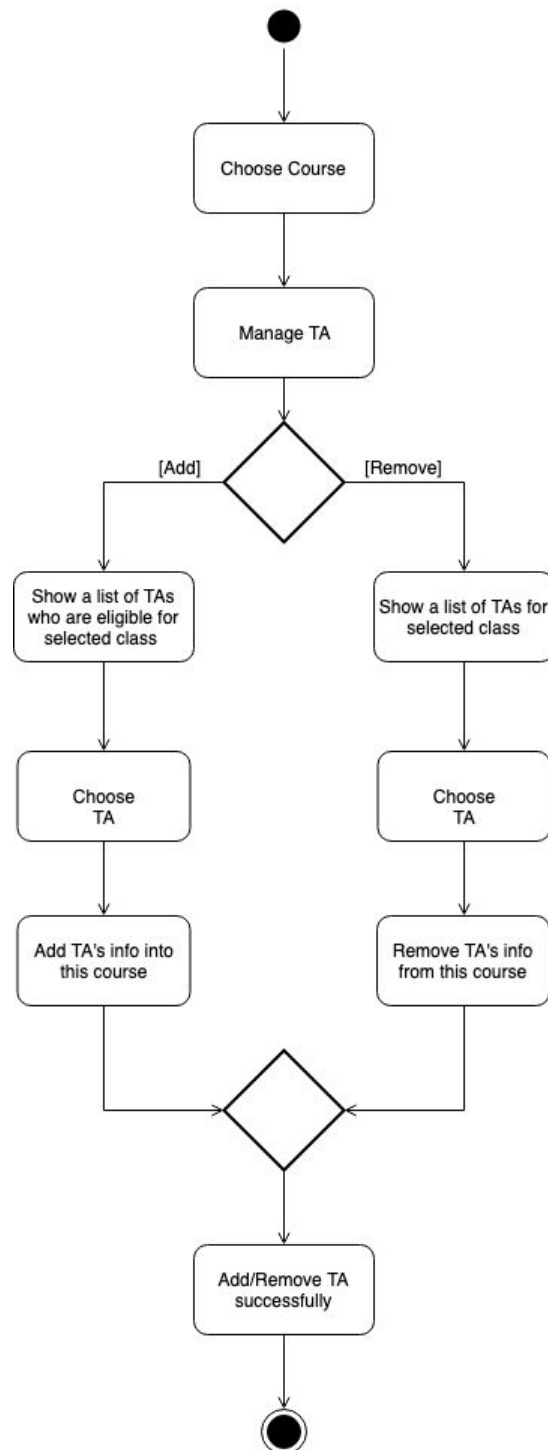 Choose Course
Manage TA
[Add]
[Remove]
Show a list of TAs
who are eligible for
selected class
Show a list of TAs for
selected class
Choose
TA
Choose
TA
Add TA's info into
this course
Remove TA's info
from this course
Add/Remove TA
successfully